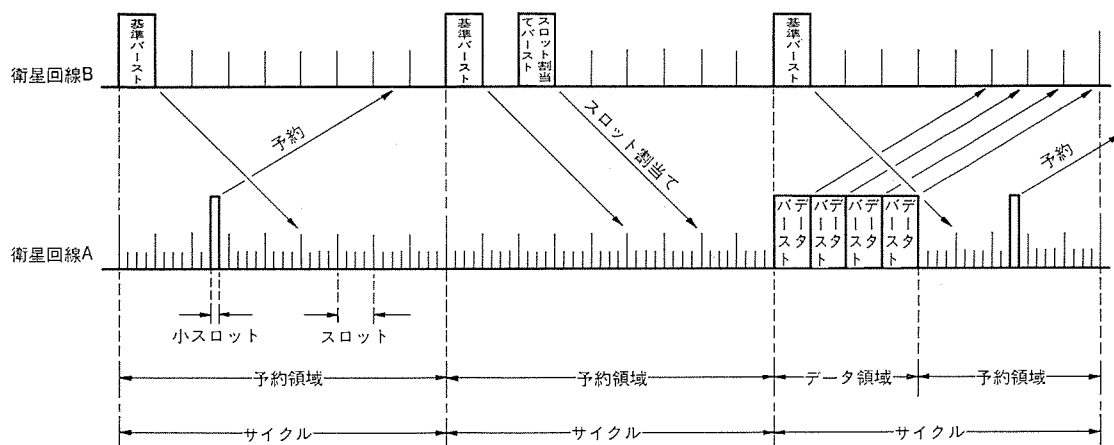 基準バースト
基準バースト
スロット割当
てバースト
基準バースト
衛星回線B
予約
スロット割当て
予約
データ
バースト
データ
バースト
データ
バースト
データ
バースト
衛星回線A
小スロット
スロット
予約領域
予約領域
データ領域
予約領域
サイクル
サイクル
サイクル